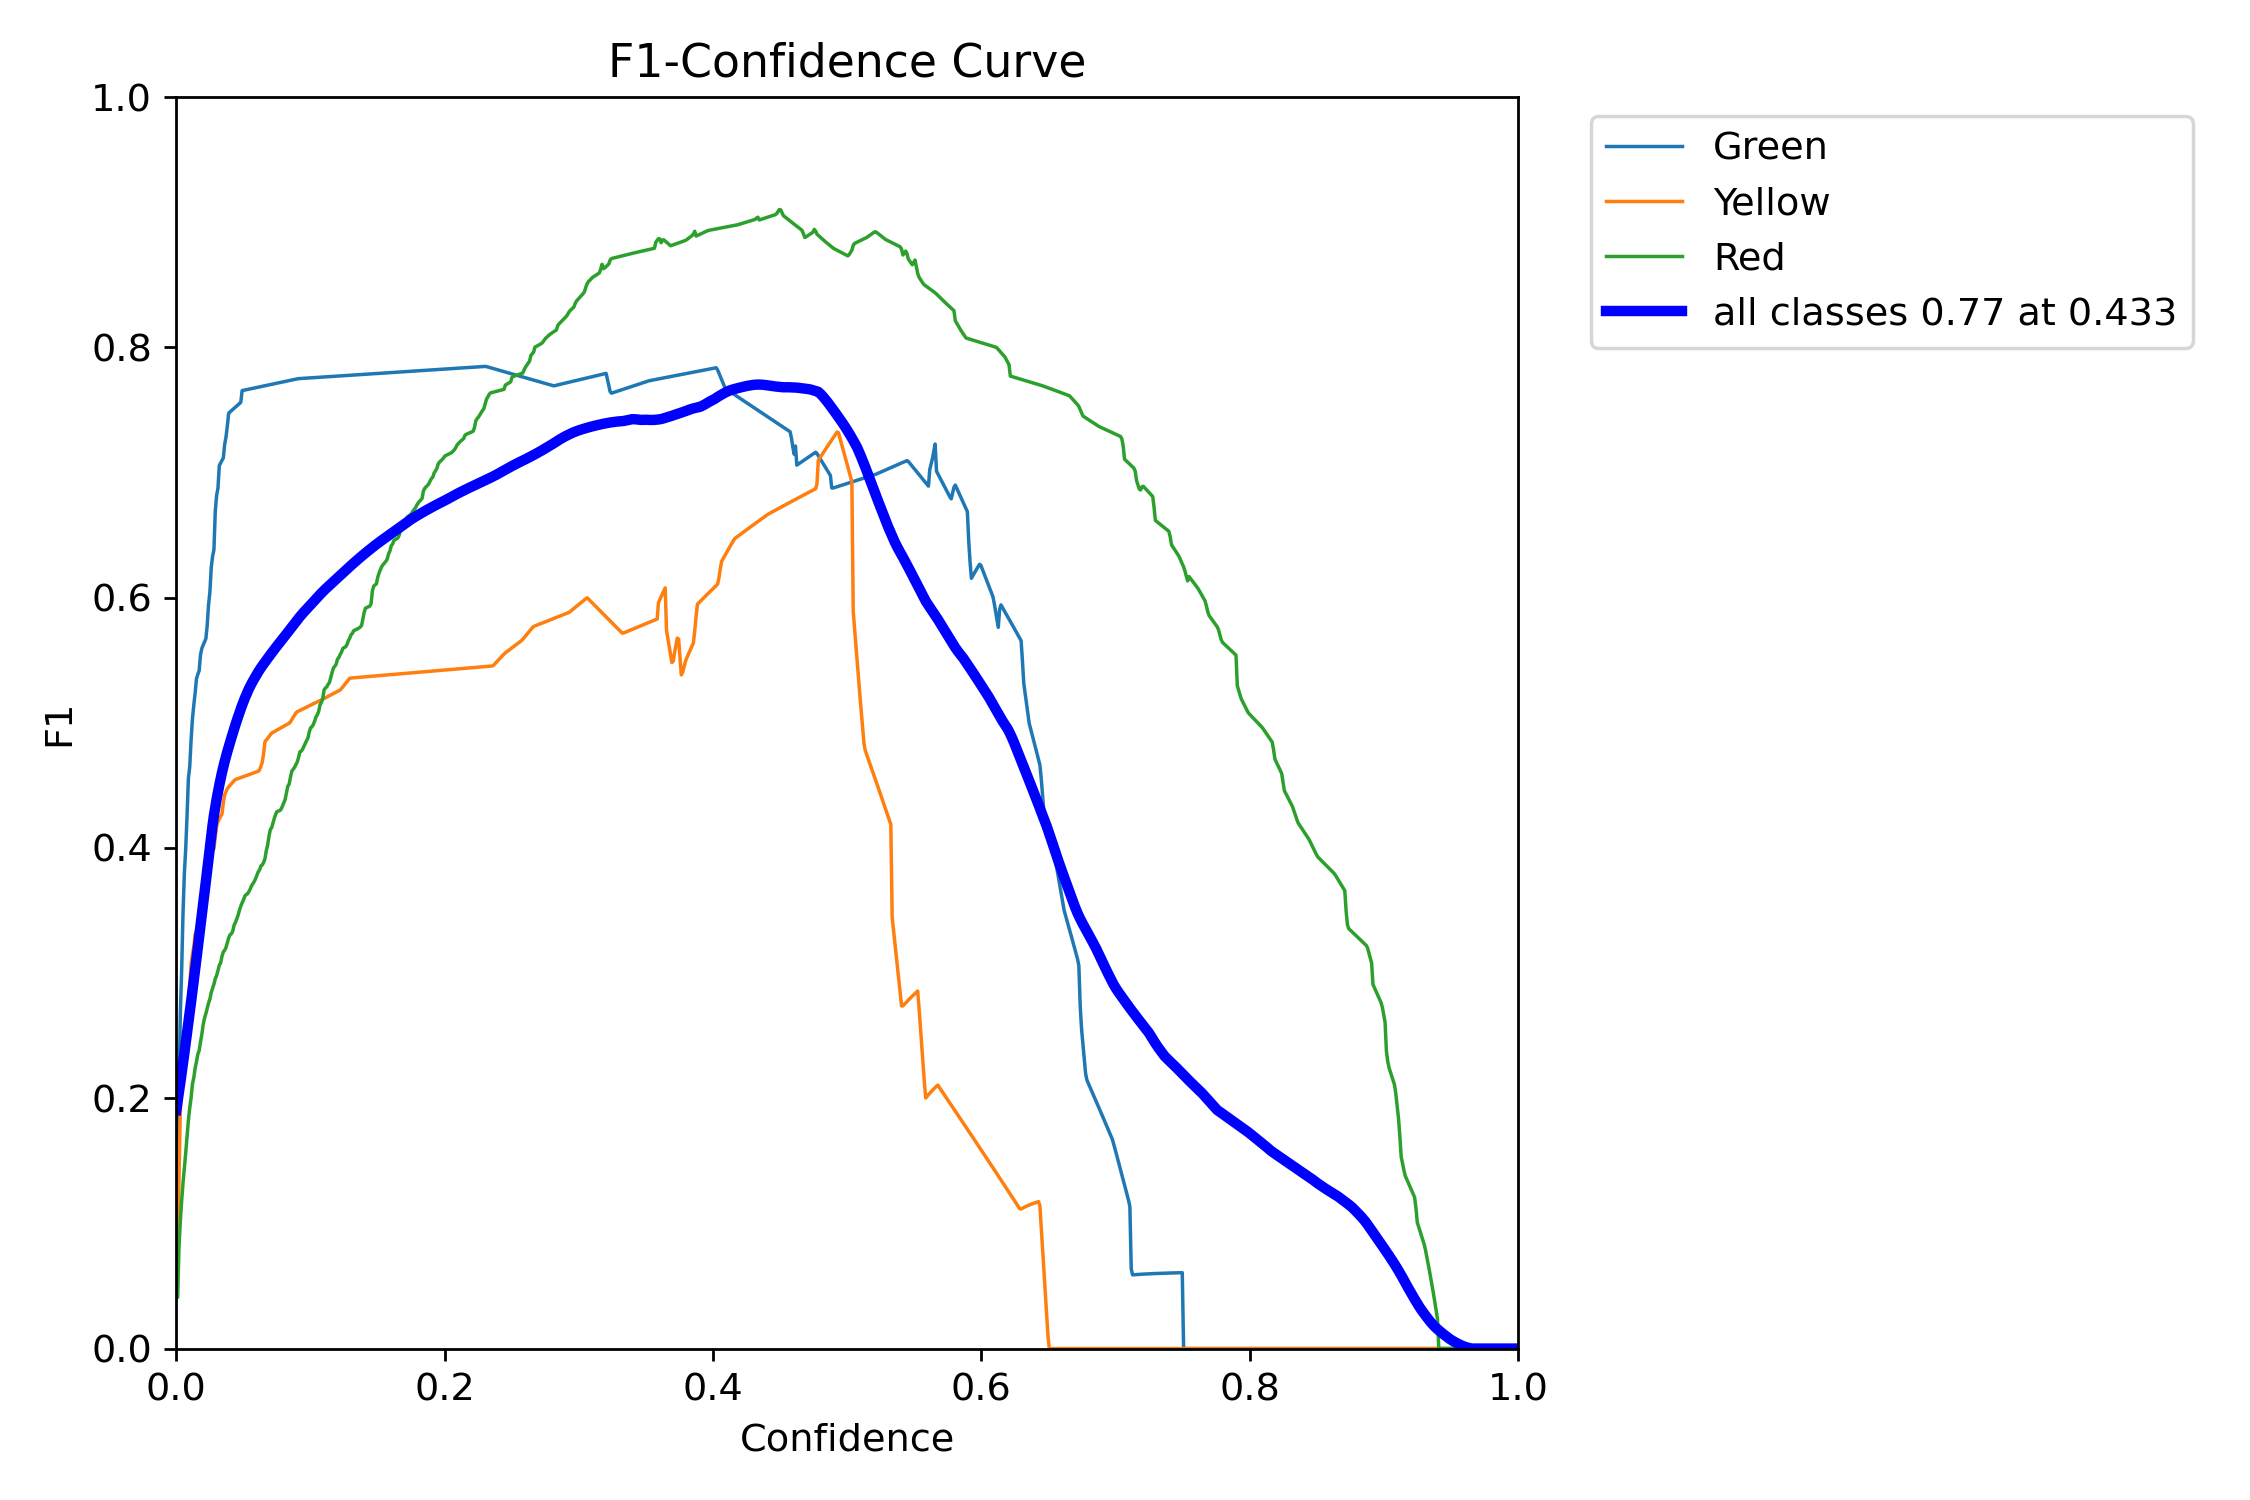 F1-Confidence Curve
1.0
0.8
0.6
0.4
0.2
0.0
F1
0.0 0.2 0.4 0.6 0.8 1.0
Confidence
Green
Yellow
Red
all classes 0.77 at 0.433